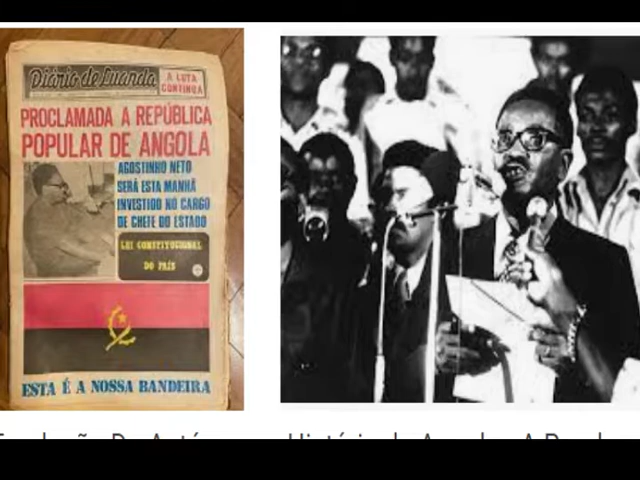 Diário de Luanda
A LUTA
CONTINUA
PROCLAMADA A REPÚBLICA
POPULAR DE ANGOLA
AGOSTINHO NETO
SERÁ ESTA MANHÃ
INVESTIDO NO CARGO
DE CHEFE DO ESTADO
LEI CONSTITUCIONAL
DO PAÍS
ESTA É A NOSSA BANDEIRA